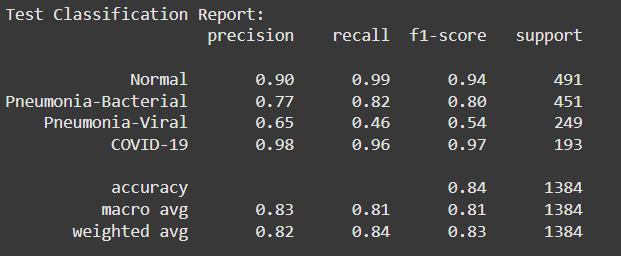 Test Classification Report:
precision recall f1-score support
Normal 0.90 0.99 0.94 491
Pneumonia-Bacterial 0.77 0.82 0.80 451
Pneumonia-Viral 0.65 0.46 0.54 249
COVID-19 0.98 0.96 0.97 193
accuracy 0.84 1384
macro avg 0.83 0.81 0.81 1384
weighted avg 0.82 0.84 0.83 1384